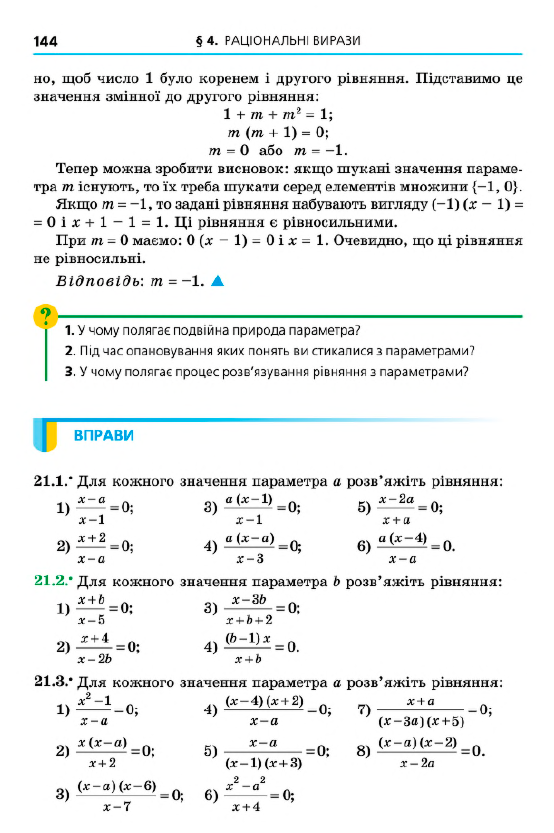 144 § 4. РАЦІОНАЛЬНІ ВИРАЗИ
но, щоб число 1 було коренем і другого рівняння. Підставимо це
значення змінної до другого рівняння:
1 + m + m² = 1;
m (m + 1) = 0;
m = 0 або m = −1.
Тепер можна зробити висновок: якщо шукані значення параме-
тра m існують, то їх треба шукати серед елементів множини {−1, 0}.
Якщо m = −1, то задані рівняння набувають вигляду (−1) (x − 1) =
= 0 і x + 1 − 1 = 1. Ці рівняння є рівносильними.
При m = 0 маємо: 0 (x − 1) = 0 і x = 1. Очевидно, що ці рівняння
не рівносильні.
Відповідь: m = −1. ▲
?
1. У чому полягає подвійна природа параметра?
2. Під час опановування яких понять ви стикалися з параметрами?
3. У чому полягає процес розв'язування рівняння з параметрами?
ВПРАВИ
21.1.• Для кожного значення параметра a розв'яжіть рівняння:
1) (x−a)/(x−1) = 0; 3) (a (x−1))/(x−1) = 0; 5) (x−2a)/(x+a) = 0;
2) (x+2)/(x−a) = 0; 4) (a (x−a))/(x−3) = 0; 6) (a (x−4))/(x−a) = 0.
21.2.• Для кожного значення параметра b розв'яжіть рівняння:
1) (x+b)/(x−5) = 0; 3) (x−3b)/(x+b+2) = 0;
2) (x+4)/(x−2b) = 0; 4) ((b−1) x)/(x+b) = 0.
21.3.• Для кожного значення параметра a розв'яжіть рівняння:
1) (x²−1)/(x−a) = 0; 4) ((x−4)(x+2))/(x−a) = 0; 7) (x+a)/((x−3a)(x+5)) = 0;
2) (x (x−a))/(x+2) = 0; 5) (x−a)/((x−1)(x+3)) = 0; 8) ((x−a)(x−2))/(x−2a) = 0.
3) ((x−a)(x−6))/(x−7) = 0; 6) (x²−a²)/(x+4) = 0;